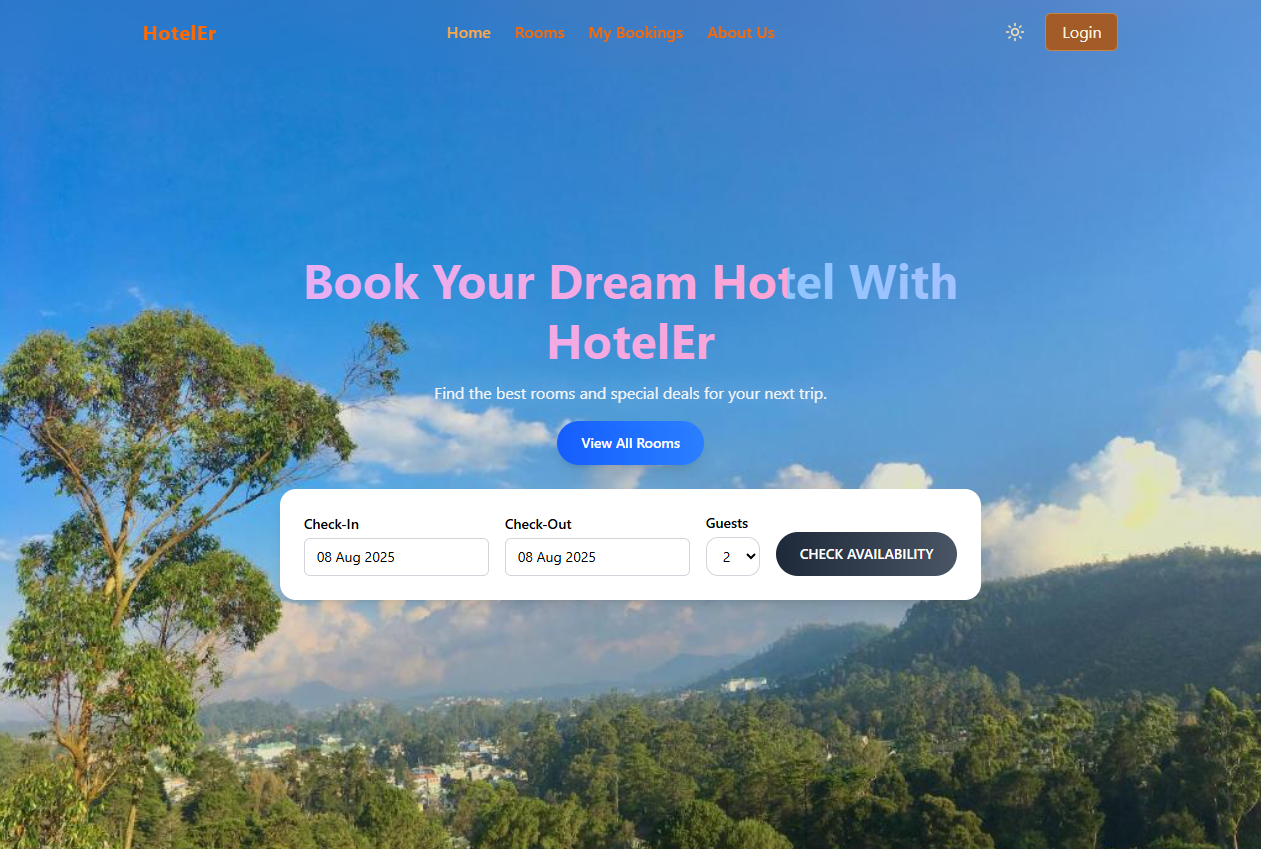 HotelEr
Home Rooms My Bookings About Us
Login
Book Your Dream Hotel With
HotelEr
Find the best rooms and special deals for your next trip.
View All Rooms
Check-In Check-Out Guests
08 Aug 2025 08 Aug 2025 2 CHECK AVAILABILITY